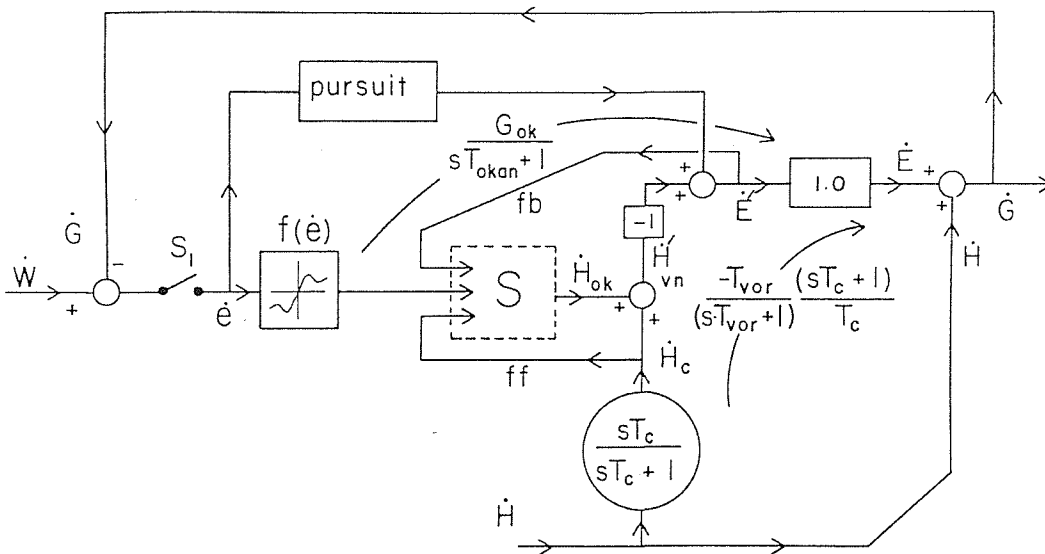 pursuit
G_ok
sT_okan + 1
fb
+
+
Ė'
1.0
Ė
+
+
Ġ
Ḣ
-1
Ḣ'
vn
Ġ
Ẇ
-
+
S_1
ė
f(ė)
S
Ḣ_ok
+
+
-T_vor (sT_c + 1)
(s·T_vor + 1) T_c
ff
Ḣ_c
sT_c
sT_c + 1
Ḣ